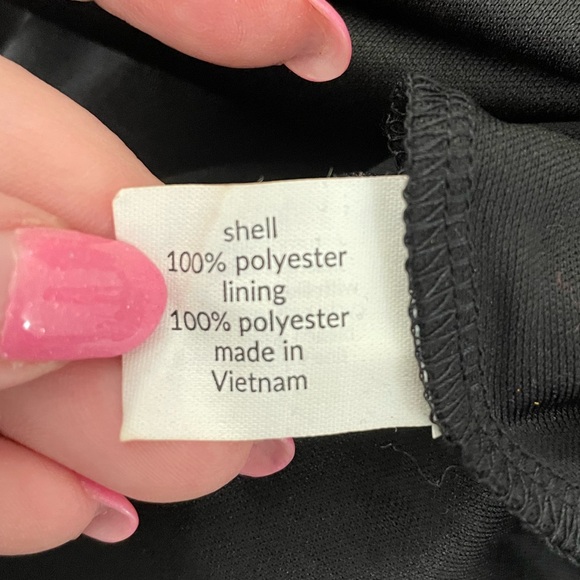 shell
100% polyester
lining
100% polyester
made in
Vietnam